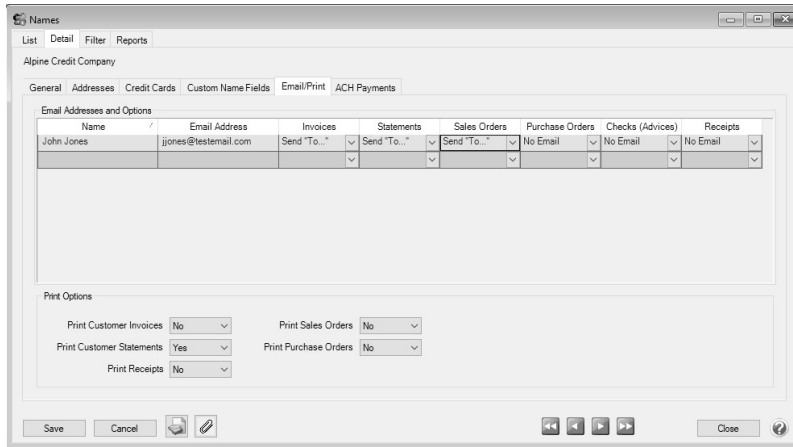 Names
List Detail Filter Reports
Alpine Credit Company
General Addresses Credit Cards Custom Name Fields Email/Print ACH Payments
Email Addresses and Options
Name Email Address Invoices Statements Sales Orders Purchase Orders Checks (Advices) Receipts
John Jones jjones@testemail.com Send "To..." Send "To..." Send "To..." No Email No Email No Email
Print Options
Print Customer Invoices No Print Sales Orders No
Print Customer Statements Yes Print Purchase Orders No
Print Receipts No
Save Cancel Close ?